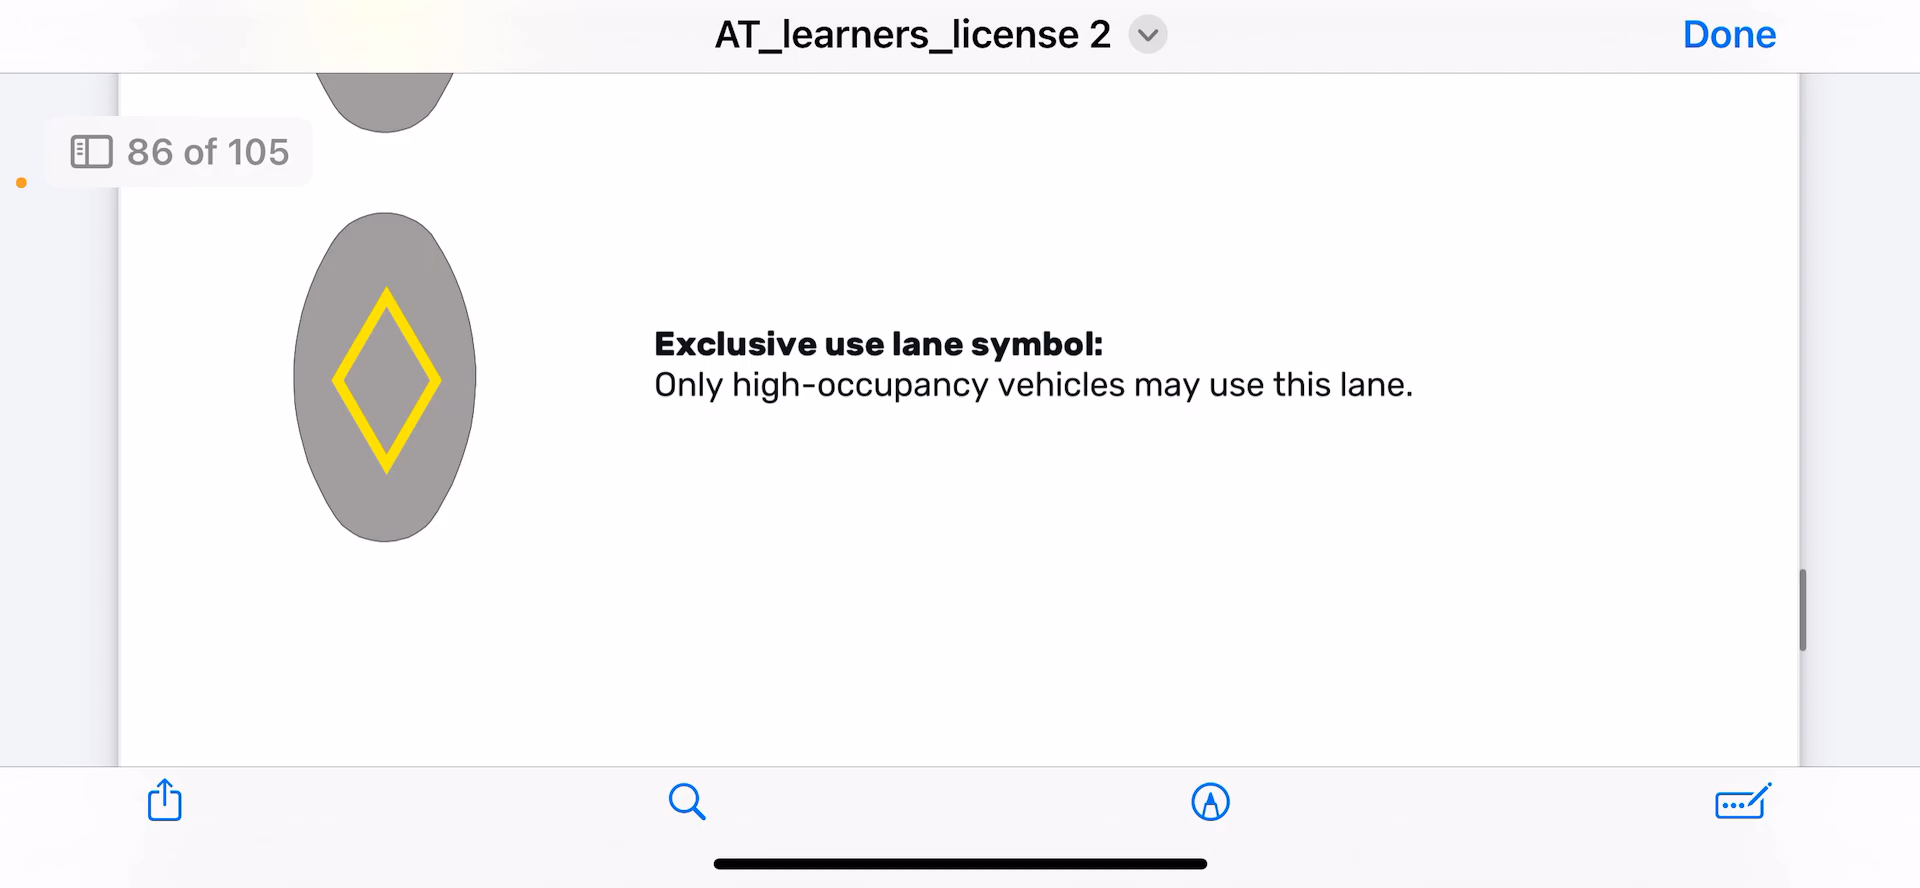 AT_learners_license 2
Done
86 of 105
Exclusive use lane symbol:
Only high-occupancy vehicles may use this lane.